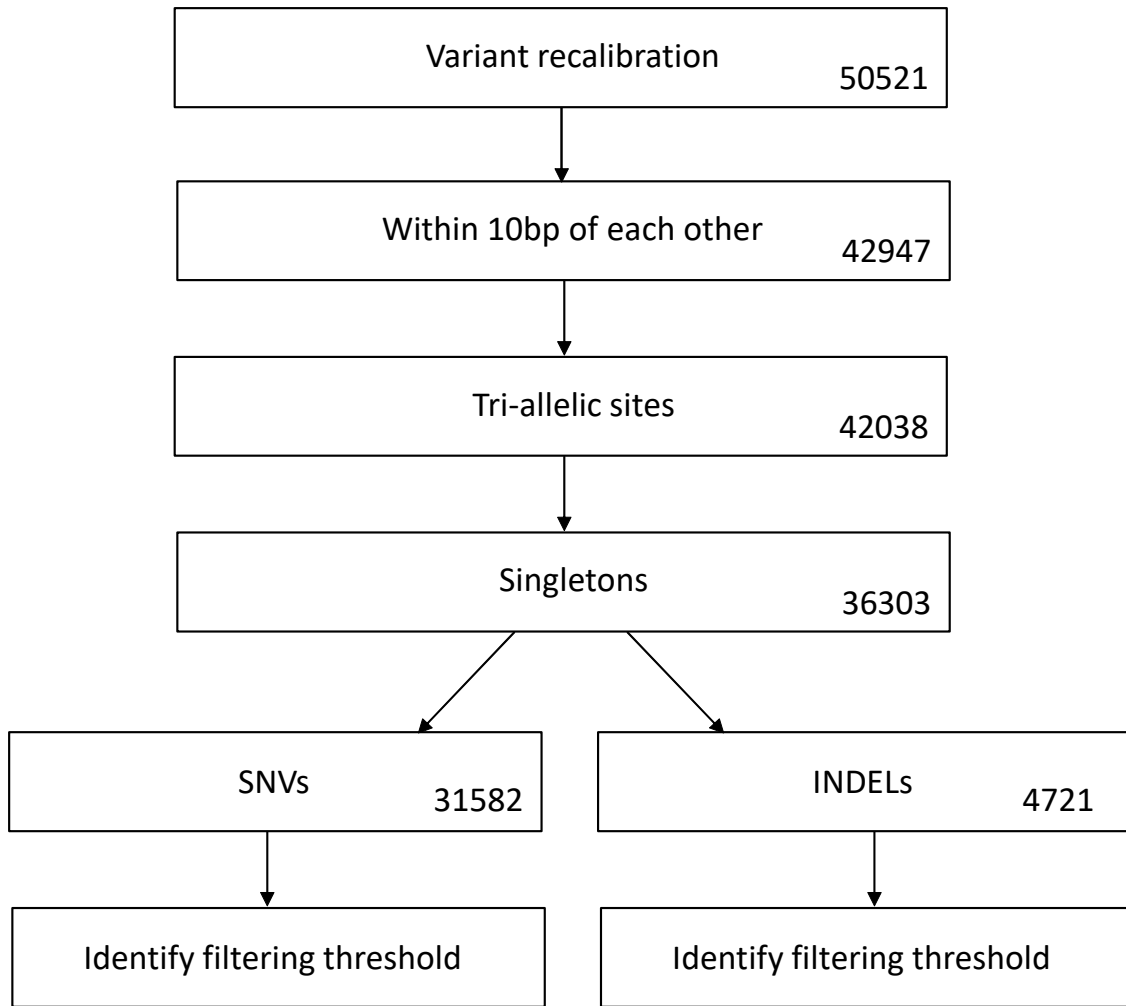 Variant recalibration
50521
Within 10bp of each other
42947
Tri-allelic sites
42038
Singletons
36303
SNVs
31582
INDELs
4721
Identify filtering threshold
Identify filtering threshold